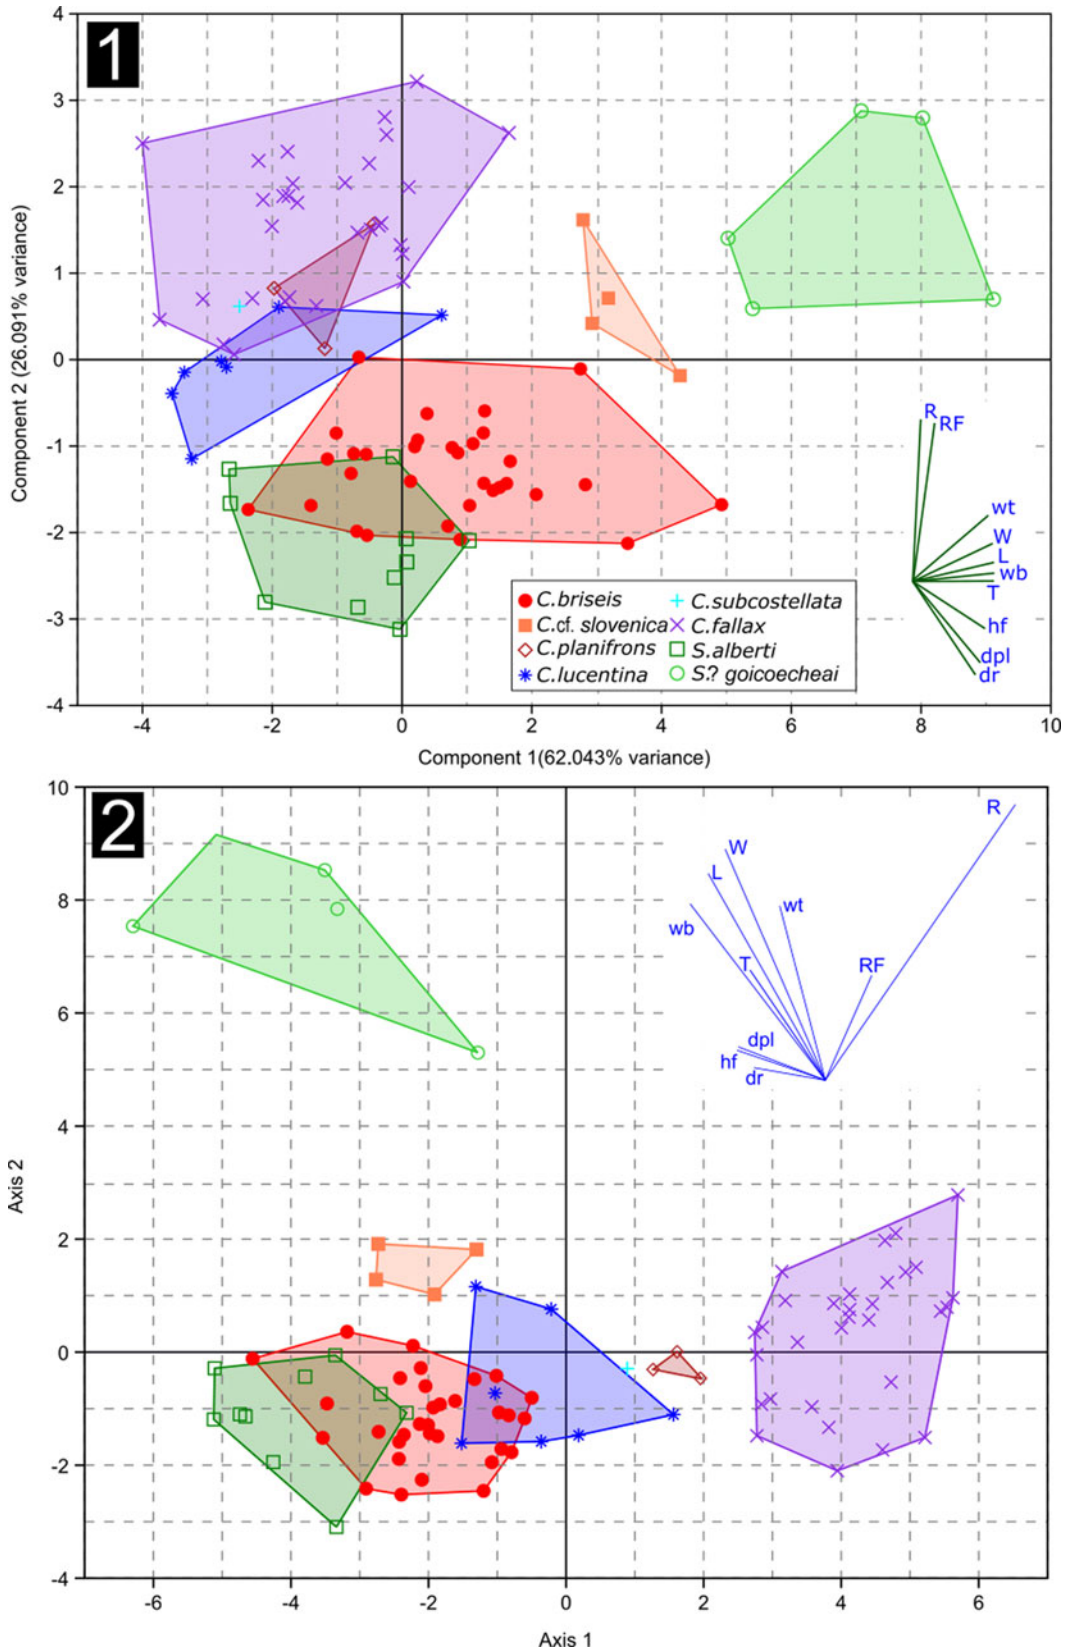 1
4
3
2
1
0
-1
-2
-3
-4
Component 2 (26.091% variance)
R
RF
wt
W
L
wb
T
hf
dpl
dr
C.briseis
C.cf. slovenica
C.planifrons
C.lucentina
C.subcostellata
C.fallax
S.alberti
S.? goicoecheai
-4 -2 0 2 4 6 8 10
Component 1(62.043% variance)
2
10
8
6
4
2
0
-2
-4
Axis 2
R
W
L
wt
wb
T
RF
dpl
hf
dr
-6 -4 -2 0 2 4 6
Axis 1